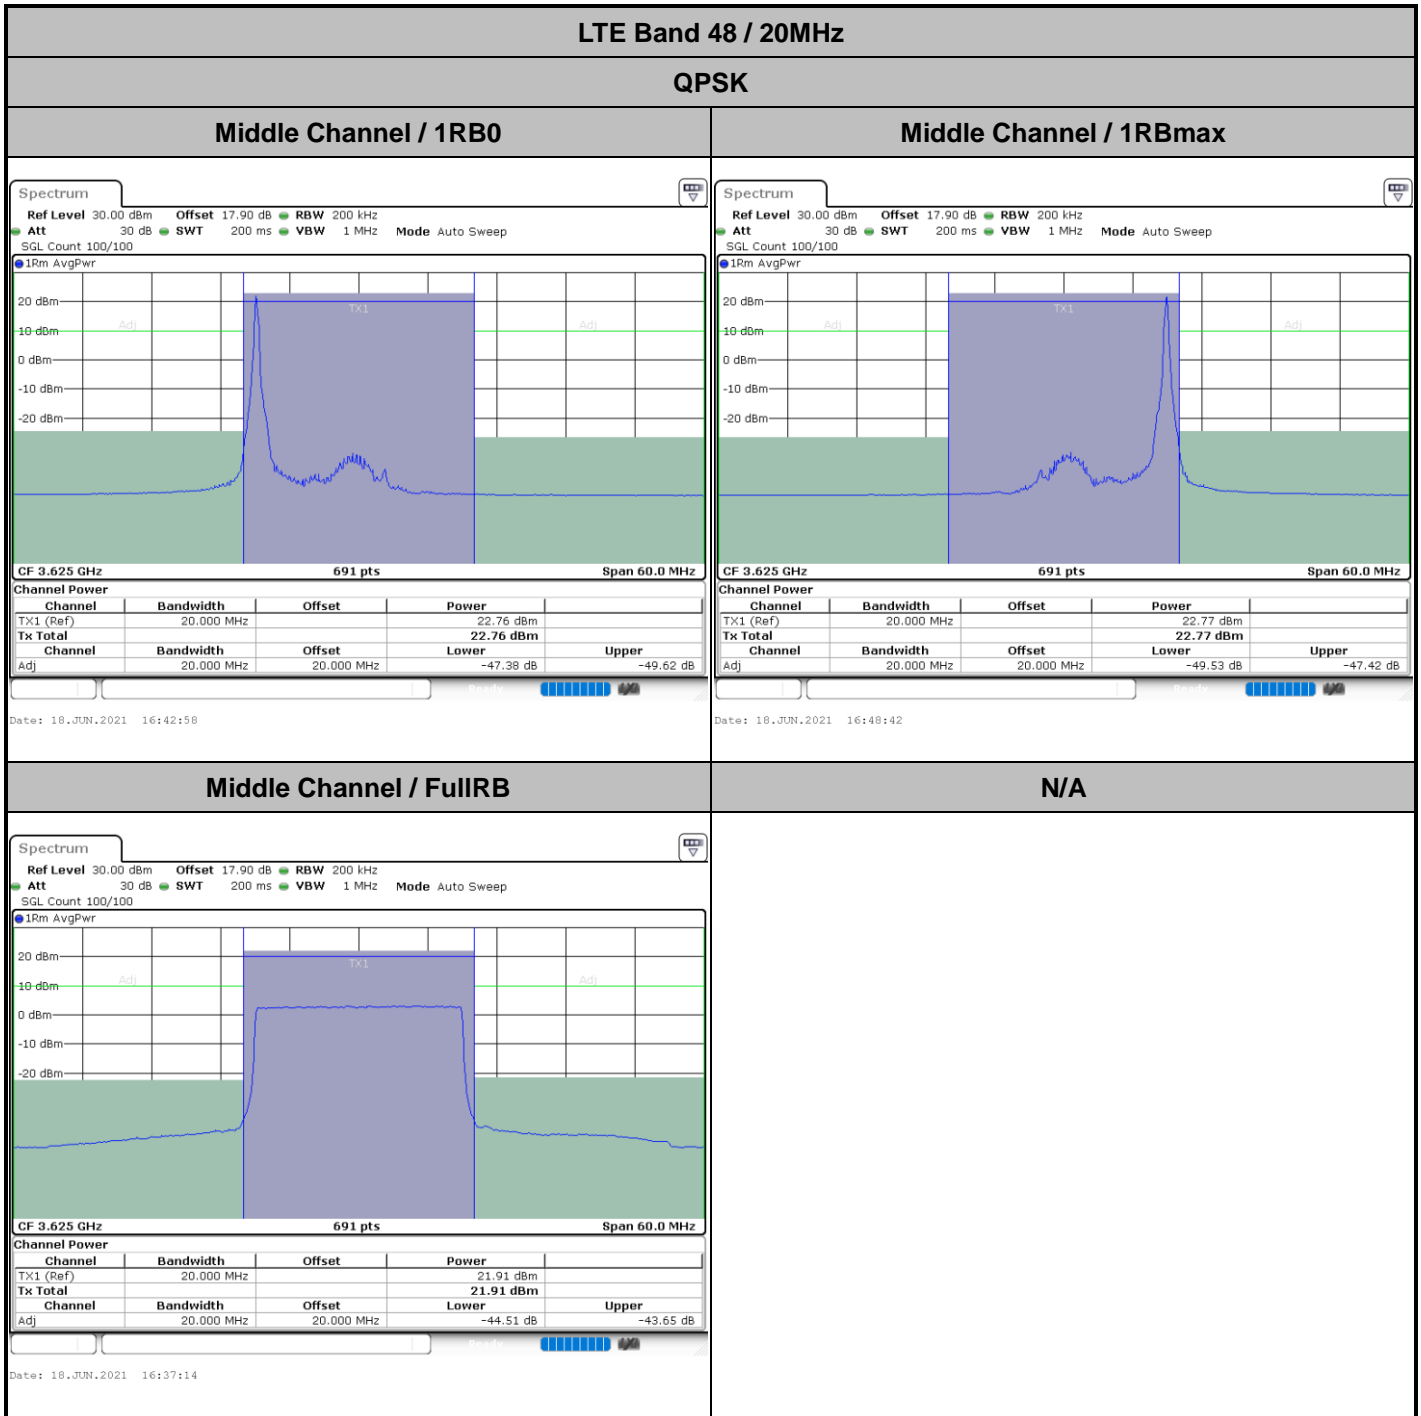 LTE Band 48 / 20MHz
QPSK
Middle Channel / 1RB0
Middle Channel / 1RBmax
Spectrum
Ref Level 30.00 dBm Offset 17.90 dB RBW 200 kHz
Att 30 dB SWT 200 ms VBW 1 MHz Mode Auto Sweep
SGL Count 100/100
1Rm AvgPwr
TX1
Adj
Adj
20 dBm
10 dBm
0 dBm
-10 dBm
-20 dBm
CF 3.625 GHz 691 pts Span 60.0 MHz
Channel Power
Channel Bandwidth Offset Power
TX1 (Ref) 20.000 MHz 22.76 dBm
Tx Total 22.76 dBm
Channel Bandwidth Offset Lower Upper
Adj 20.000 MHz 20.000 MHz -47.38 dB -49.62 dB
Ready
Date: 18.JUN.2021 16:42:58
Spectrum
Ref Level 30.00 dBm Offset 17.90 dB RBW 200 kHz
Att 30 dB SWT 200 ms VBW 1 MHz Mode Auto Sweep
SGL Count 100/100
1Rm AvgPwr
TX1
Adj
Adj
20 dBm
10 dBm
0 dBm
-10 dBm
-20 dBm
CF 3.625 GHz 691 pts Span 60.0 MHz
Channel Power
Channel Bandwidth Offset Power
TX1 (Ref) 20.000 MHz 22.77 dBm
Tx Total 22.77 dBm
Channel Bandwidth Offset Lower Upper
Adj 20.000 MHz 20.000 MHz -49.53 dB -47.42 dB
Ready
Date: 18.JUN.2021 16:48:42
Middle Channel / FullRB
N/A
Spectrum
Ref Level 30.00 dBm Offset 17.90 dB RBW 200 kHz
Att 30 dB SWT 200 ms VBW 1 MHz Mode Auto Sweep
SGL Count 100/100
1Rm AvgPwr
TX1
Adj
Adj
20 dBm
10 dBm
0 dBm
-10 dBm
-20 dBm
CF 3.625 GHz 691 pts Span 60.0 MHz
Channel Power
Channel Bandwidth Offset Power
TX1 (Ref) 20.000 MHz 21.91 dBm
Tx Total 21.91 dBm
Channel Bandwidth Offset Lower Upper
Adj 20.000 MHz 20.000 MHz -44.51 dB -43.65 dB
Ready
Date: 18.JUN.2021 16:37:14